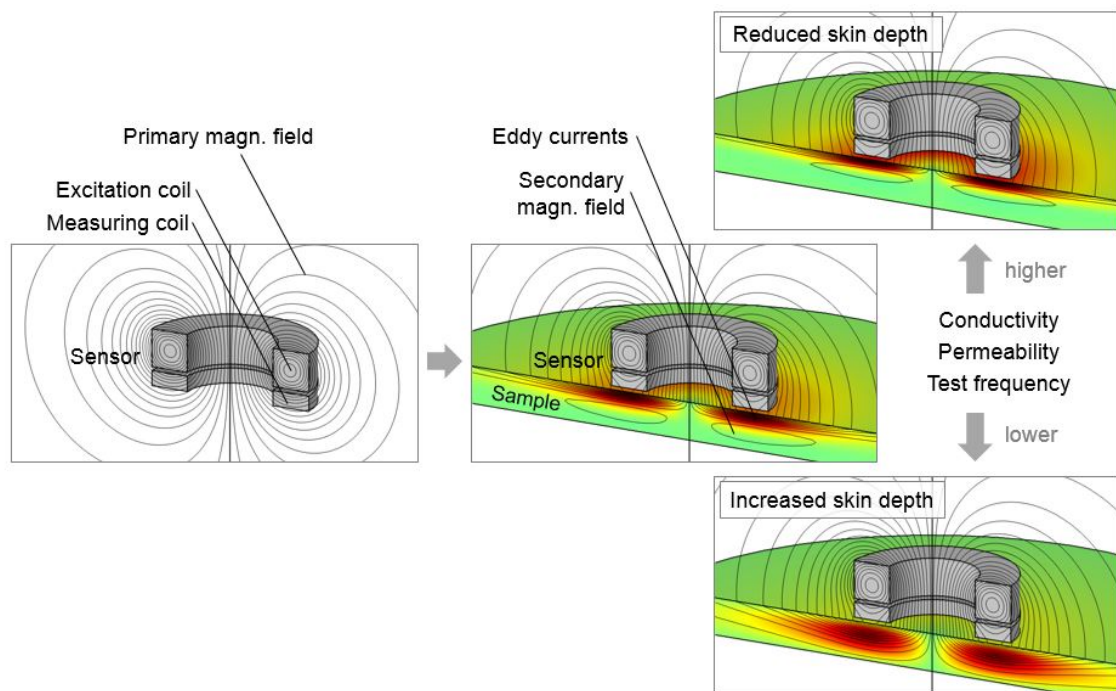 Reduced skin depth
Primary magn. field
Excitation coil
Measuring coil
Sensor
Eddy currents
Secondary
magn. field
Sensor
Sample
higher
Conductivity
Permeability
Test frequency
lower
Increased skin depth